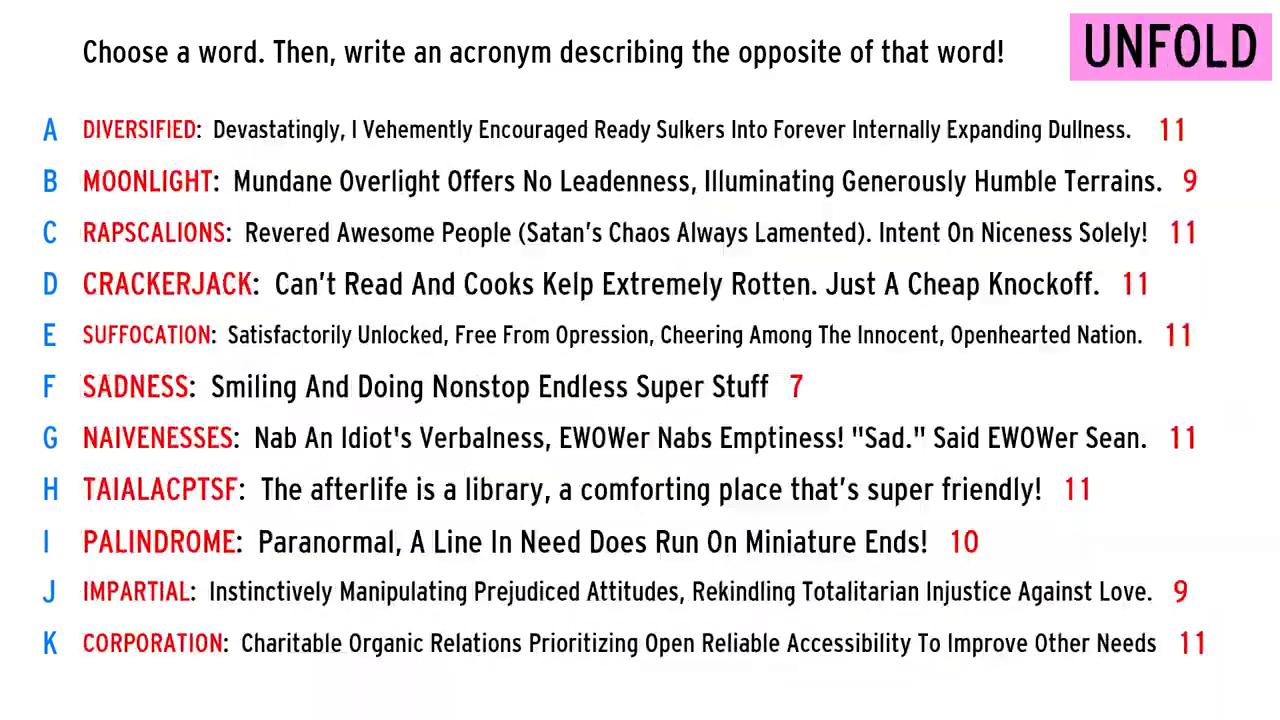 Choose a word. Then, write an acronym describing the opposite of that word!
UNFOLD
A DIVERSIFIED: Devastatingly, I Vehemently Encouraged Ready Sulkers Into Forever Internally Expanding Dullness. 11
B MOONLIGHT: Mundane Overlight Offers No Leadenness, Illuminating Generously Humble Terrains. 9
C RAPSCALIONS: Revered Awesome People (Satan's Chaos Always Lamented). Intent On Niceness Solely! 11
D CRACKERJACK: Can't Read And Cooks Kelp Extremely Rotten. Just A Cheap Knockoff. 11
E SUFFOCATION: Satisfactorily Unlocked, Free From Opression, Cheering Among The Innocent, Openhearted Nation. 11
F SADNESS: Smiling And Doing Nonstop Endless Super Stuff 7
G NAIVENESSES: Nab An Idiot's Verbalness, EWOWer Nabs Emptiness! "Sad." Said EWOWer Sean. 11
H TAIALACPTSF: The afterlife is a library, a comforting place that's super friendly! 11
I PALINDROME: Paranormal, A Line In Need Does Run On Miniature Ends! 10
J IMPARTIAL: Instinctively Manipulating Prejudiced Attitudes, Rekindling Totalitarian Injustice Against Love. 9
K CORPORATION: Charitable Organic Relations Prioritizing Open Reliable Accessibility To Improve Other Needs 11